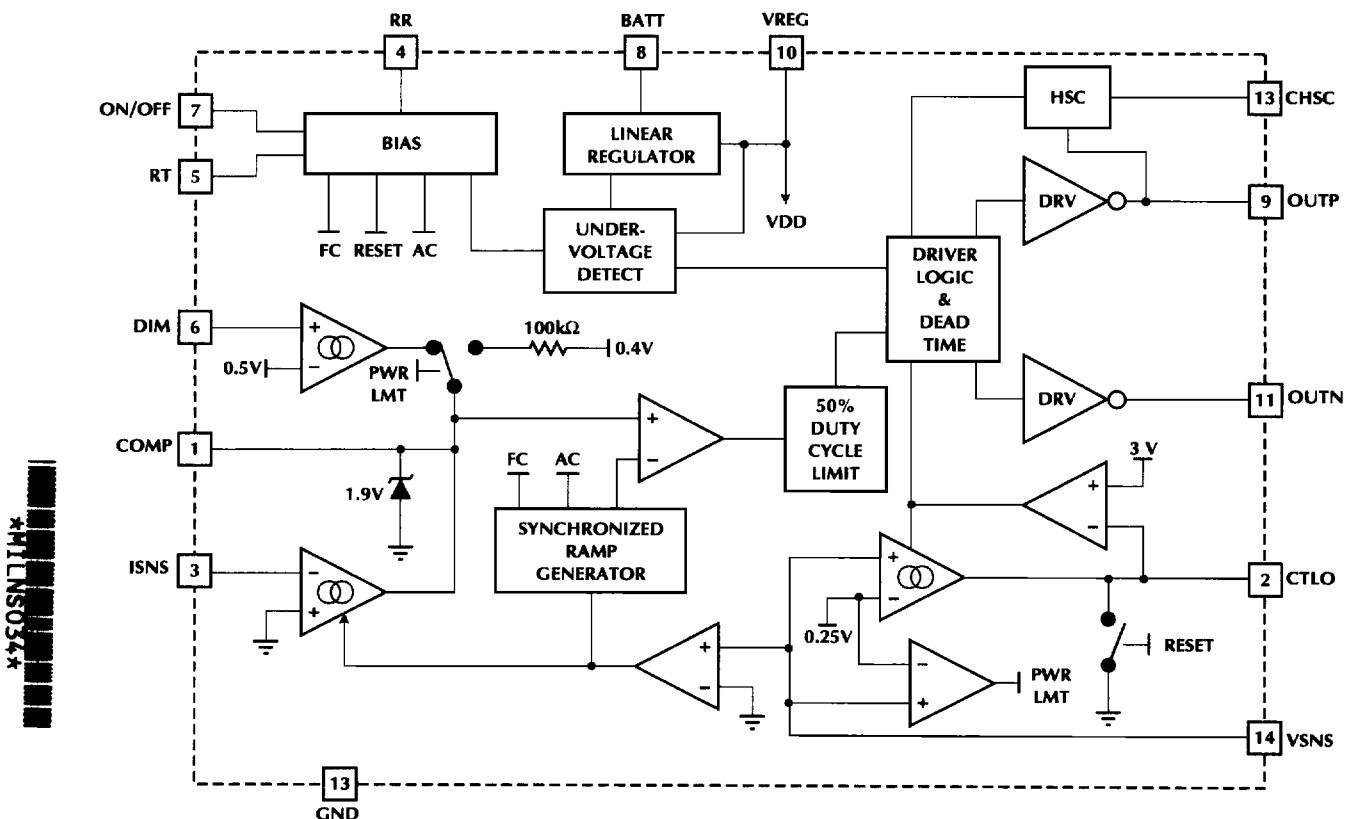 RR
BATT
VREG
4
8
10
ON/OFF
7
HSC
13
CHSC
BIAS
LINEAR
REGULATOR
RT
5
DRV
9
OUTP
VDD
FC
RESET
AC
UNDER-
VOLTAGE
DETECT
DRIVER
LOGIC
&
DEAD
TIME
DIM
6
+
−
0.5V
100kΩ
0.4V
PWR
LMT
DRV
11
OUTN
50%
DUTY
CYCLE
LIMIT
+
−
COMP
1
1.9V
FC
AC
3 V
+
−
SYNCHRONIZED
RAMP
GENERATOR
ISNS
3
−
+
+
−
0.25V
2
CTLO
RESET
+
−
−
+
PWR
LMT
14
VSNS
13
GND
*MILNS034*